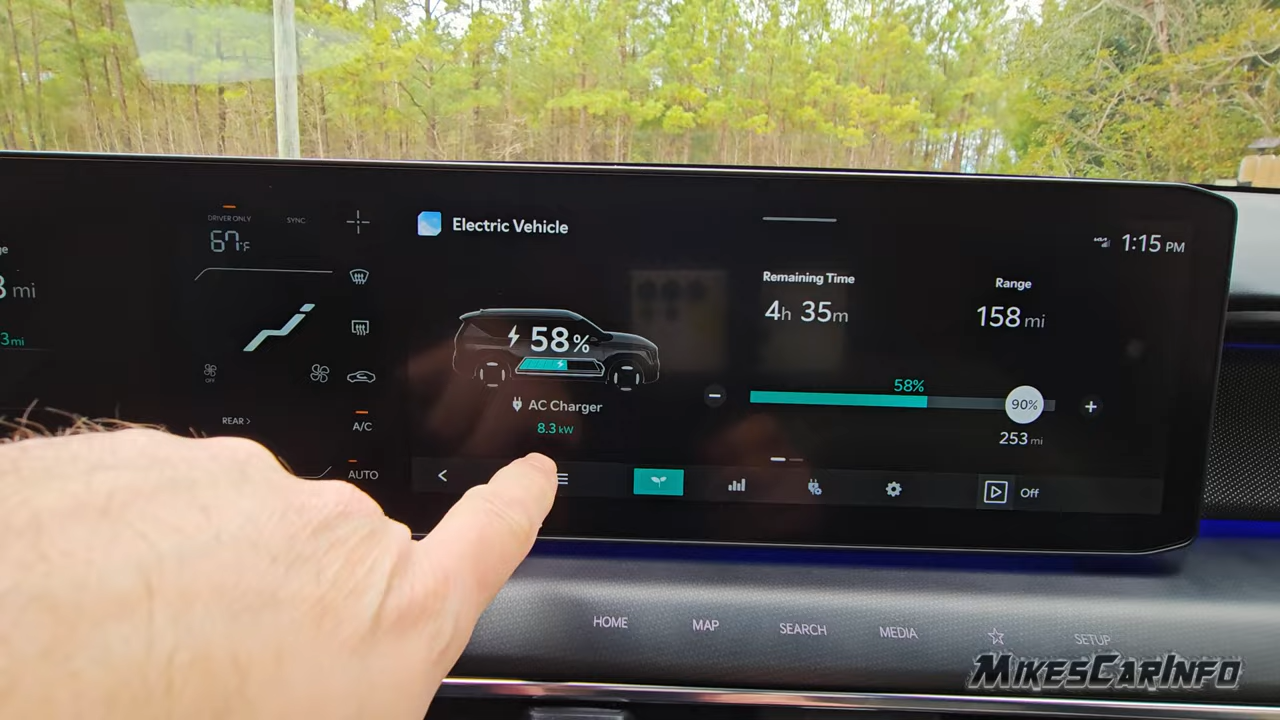 mi
3mi
DRIVER ONLY
SYNC
67°F
OFF
REAR >
A/C
AUTO
Electric Vehicle
58%
AC Charger
8.3 kW
1:15 PM
Remaining Time
4h 35m
Range
158 mi
58%
90%
253 mi
Off
HOME
MAP
SEARCH
MEDIA
SETUP
MIKESCARINFO